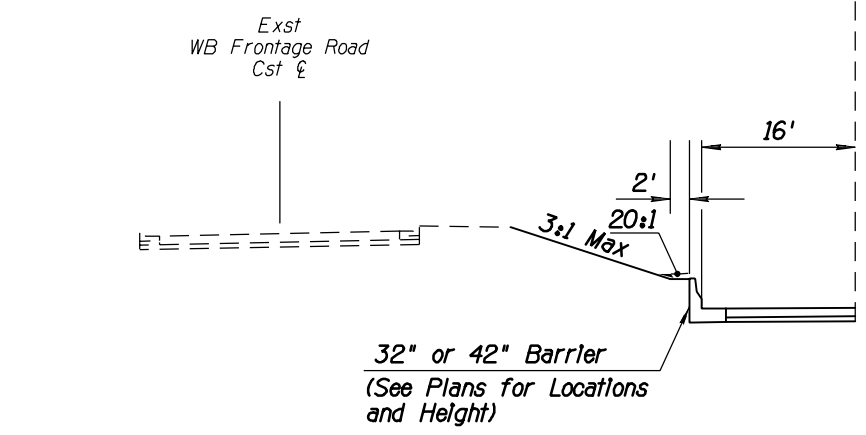 Exst
WB Frontage Road
Cst ℄
16'
2'
20:1
3:1 Max
32" or 42" Barrier
(See Plans for Locations
and Height)